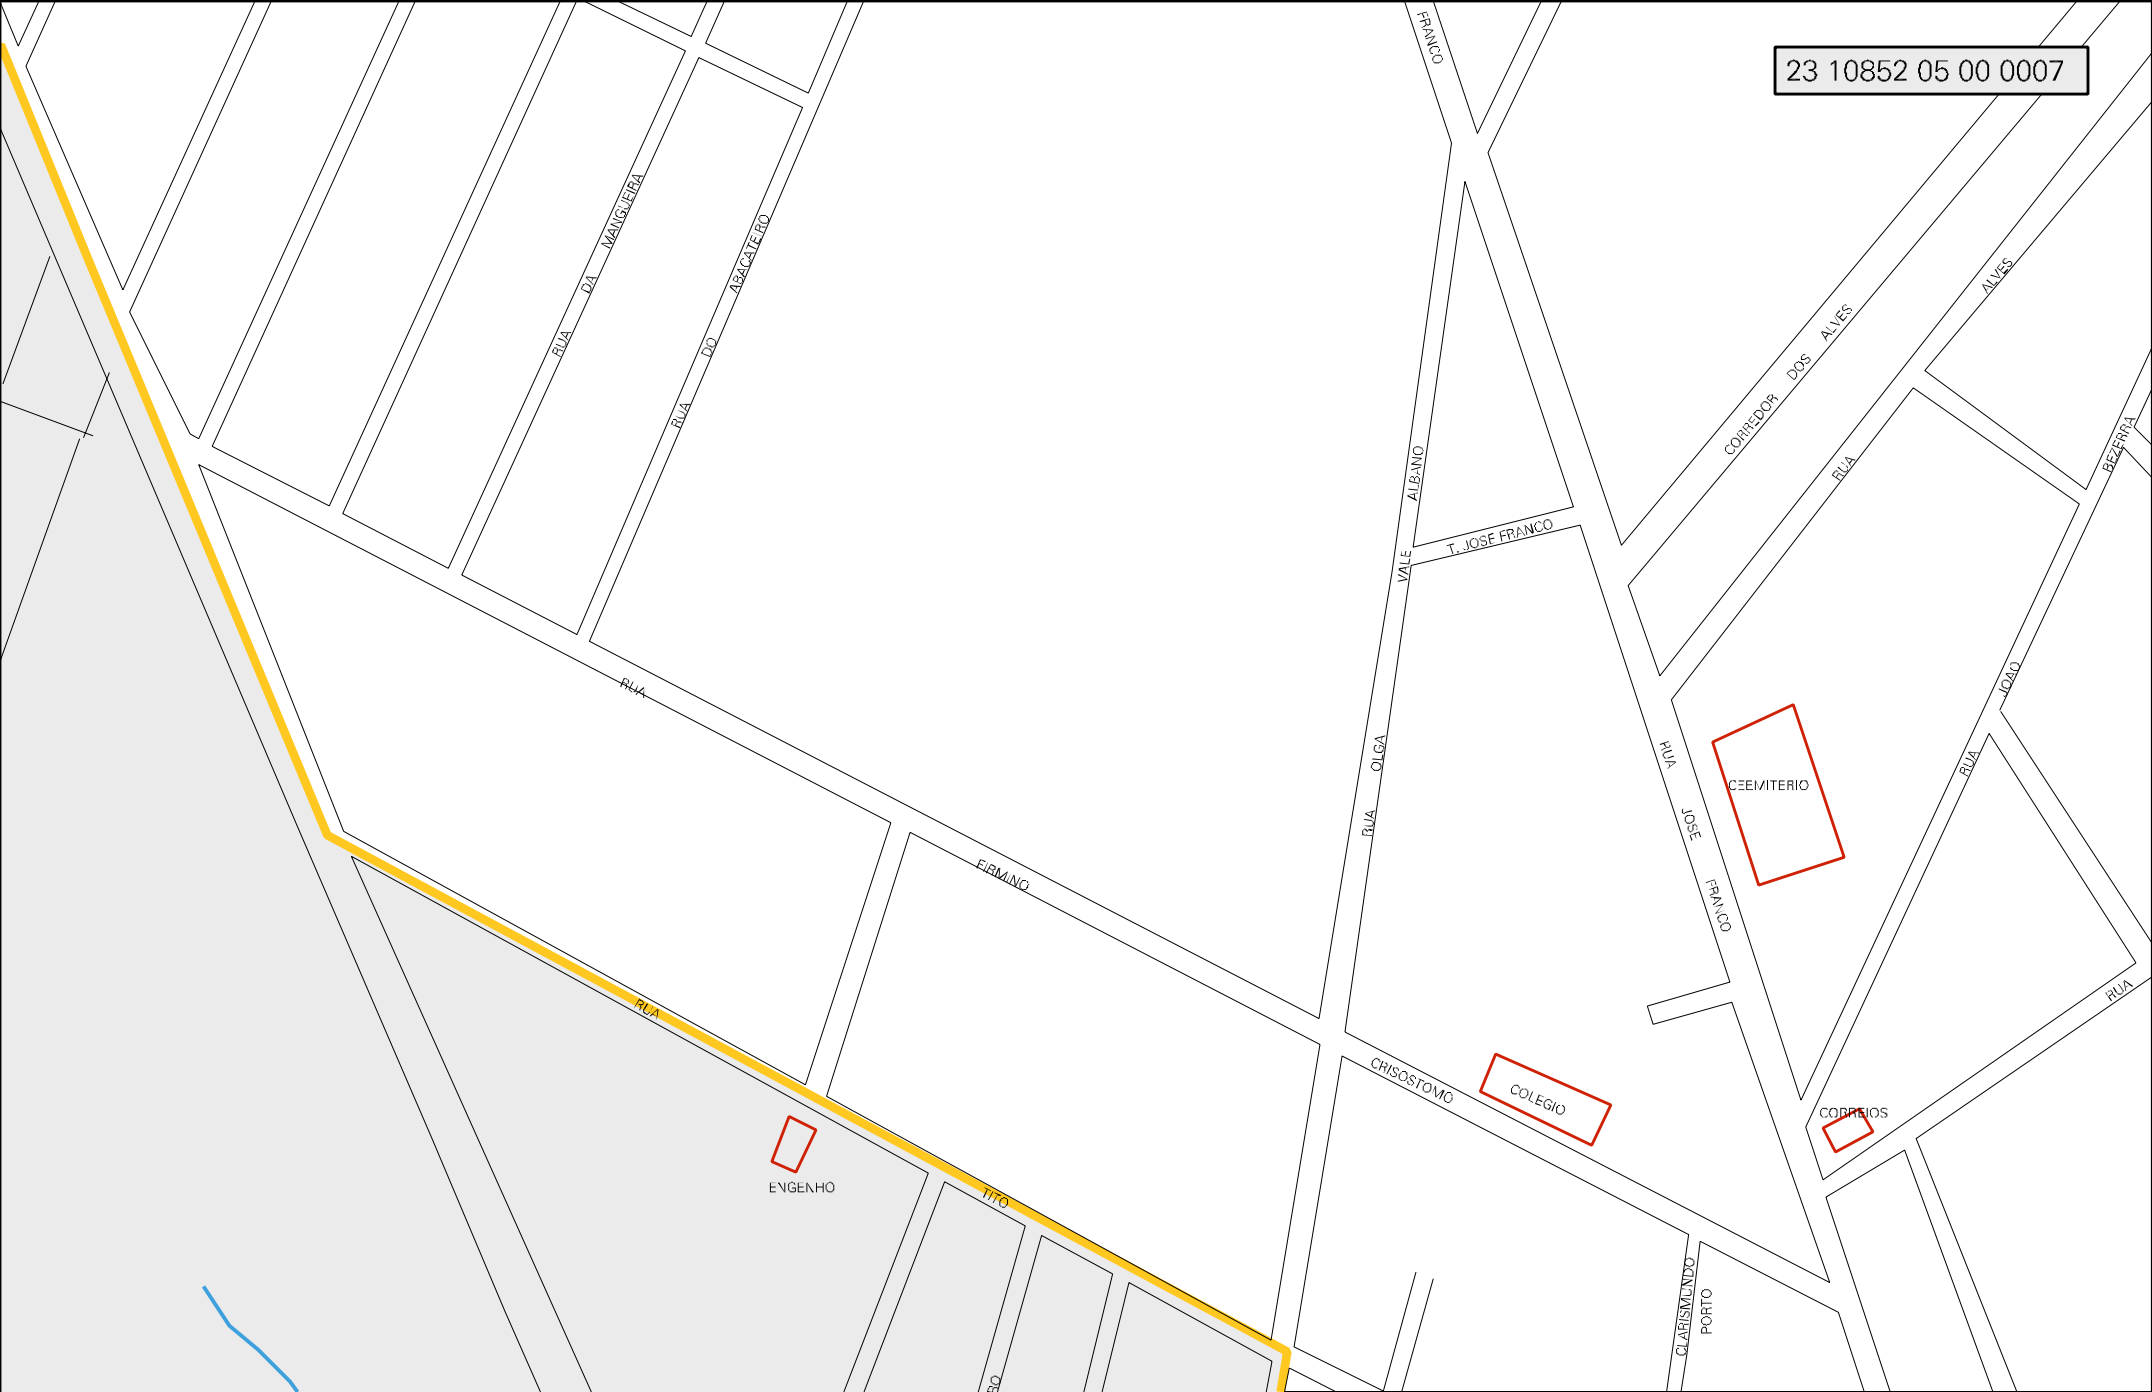 FRANCO
23 10852 05 00 0007
RUA DA MANGUEIRA
RUA DO ABACATEIRO
CORREDOR DOS ALVES
RUA ALVES
RUA JOAO BEZERRA
RUA OLGA VALE ALBANO
T. JOSE FRANCO
RUA FIRMINO CRISOSTOMO
RUA JOSE FRANCO
CEEMITERIO
RUA
RUA TITO
COLEGIO
CORREIOS
ENGENHO
CLARISMUNDO
PORTO
RO